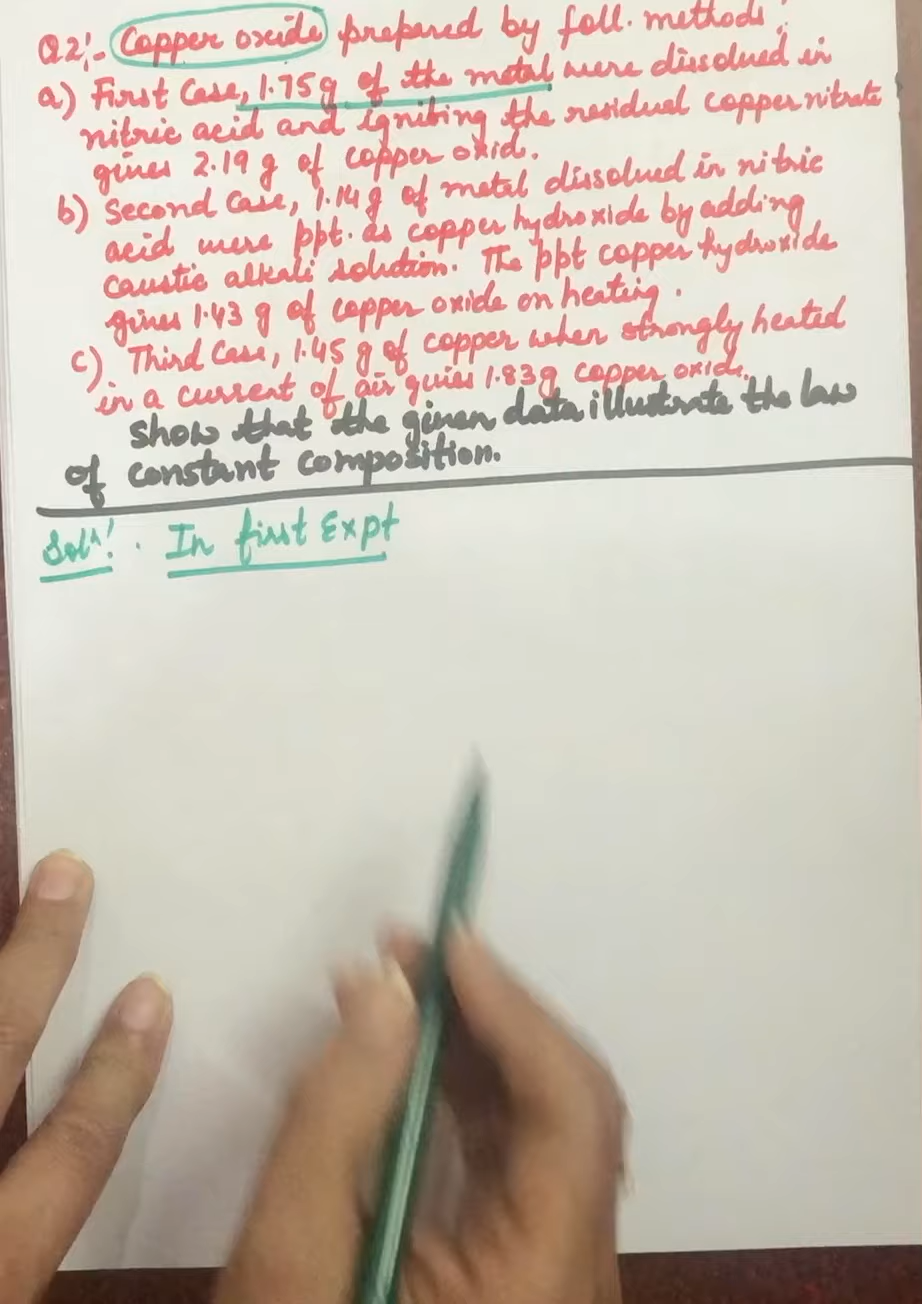 Q2:- Copper oxide prepared by foll. methods:
a) First Case, 1.75g of the metal were dissolved in
nitric acid and igniting the residual copper nitrate
gives 2.19 g of copper oxid.
b) Second Case, 1.14g of metal dissolved in nitric
acid were ppt. as copper hydroxide by adding
caustic alkali solution. The ppt copper hydroxide
gives 1.43 g of copper oxide on heating.
c) Third Case, 1.45 g of copper when strongly heated
in a current of air gives 1.83g copper oxide.
Show that the given data illustrate the law
of constant composition.
Solⁿ: . In first Expt